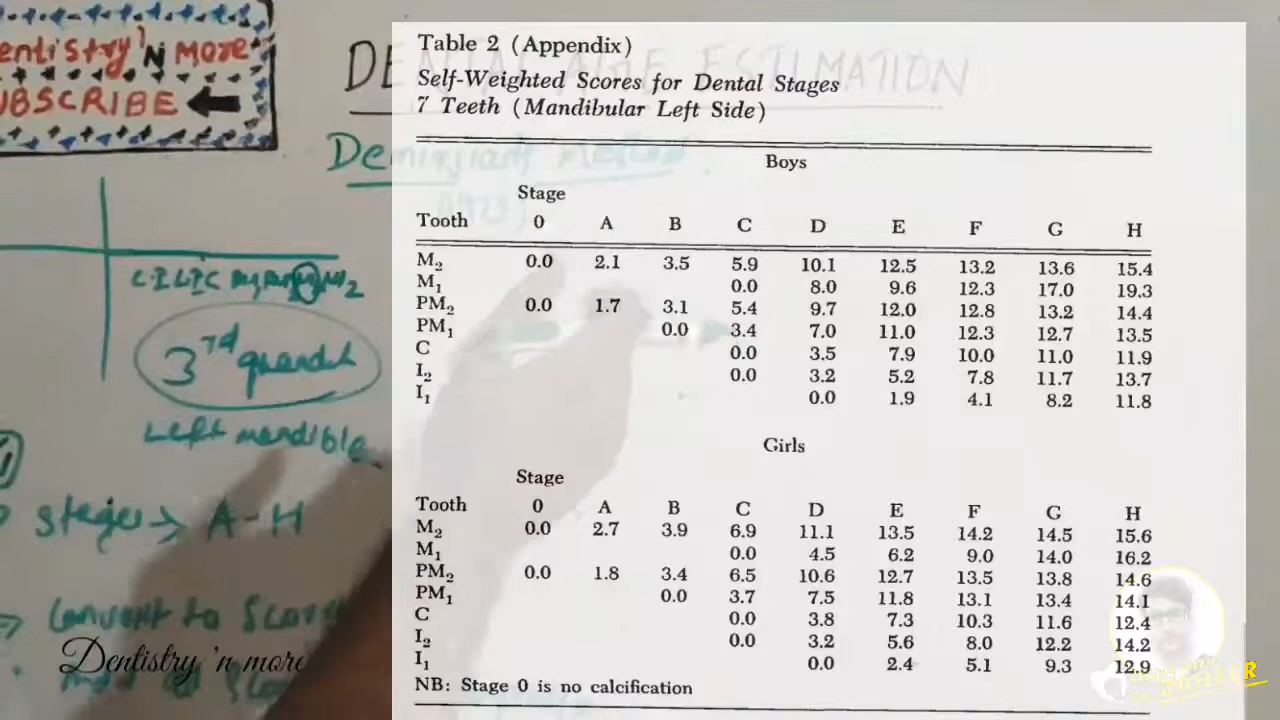 entistry 'N more
UBSCRIBE
DENTAL AGE ESTIMATION
Demirjian's method
1973)
Table 2 (Appendix)
Self-Weighted Scores for Dental Stages
7 Teeth (Mandibular Left Side)
Boys
Stage
Tooth 0 A B C D E F G H
M2 0.0 2.1 3.5 5.9 10.1 12.5 13.2 13.6 15.4
M1 0.0 8.0 9.6 12.3 17.0 19.3
PM2 0.0 1.7 3.1 5.4 9.7 12.0 12.8 13.2 14.4
PM1 0.0 3.4 7.0 11.0 12.3 12.7 13.5
C 0.0 3.5 7.9 10.0 11.0 11.9
I2 0.0 3.2 5.2 7.8 11.7 13.7
I1 0.0 1.9 4.1 8.2 11.8
Girls
Stage
Tooth 0 A B C D E F G H
M2 0.0 2.7 3.9 6.9 11.1 13.5 14.2 14.5 15.6
M1 0.0 4.5 6.2 9.0 14.0 16.2
PM2 0.0 1.8 3.4 6.5 10.6 12.7 13.5 13.8 14.6
PM1 0.0 3.7 7.5 11.8 13.1 13.4 14.1
C 0.0 3.8 7.3 10.3 11.6 12.4
I2 0.0 3.2 5.6 8.0 12.2 14.2
I1 0.0 2.4 5.1 9.3 12.9
NB: Stage 0 is no calcification
3rd quandrt
Left mandible
stages → A-H
⇒ Convert to Scor
Dentistry 'n more